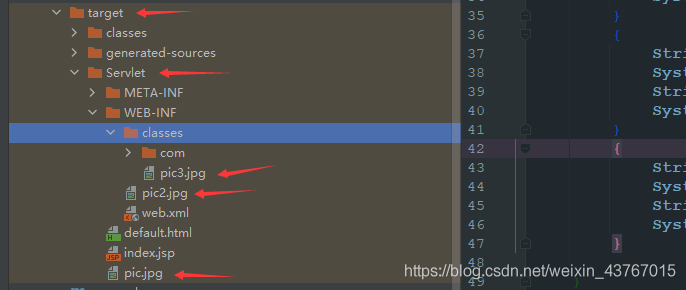 target
classes
generated-sources
Servlet
META-INF
WEB-INF
classes
com
pic3.jpg
pic2.jpg
web.xml
default.html
index.jsp
pic.jpg
35 }
36 {
37 Stri
38 Syst
39 Stri
40 Syst
41 }
42 {
43 Stri
44 Syst
45 Stri
46 Syst
47 }
48
https://blog.csdn.net/weixin_43767015